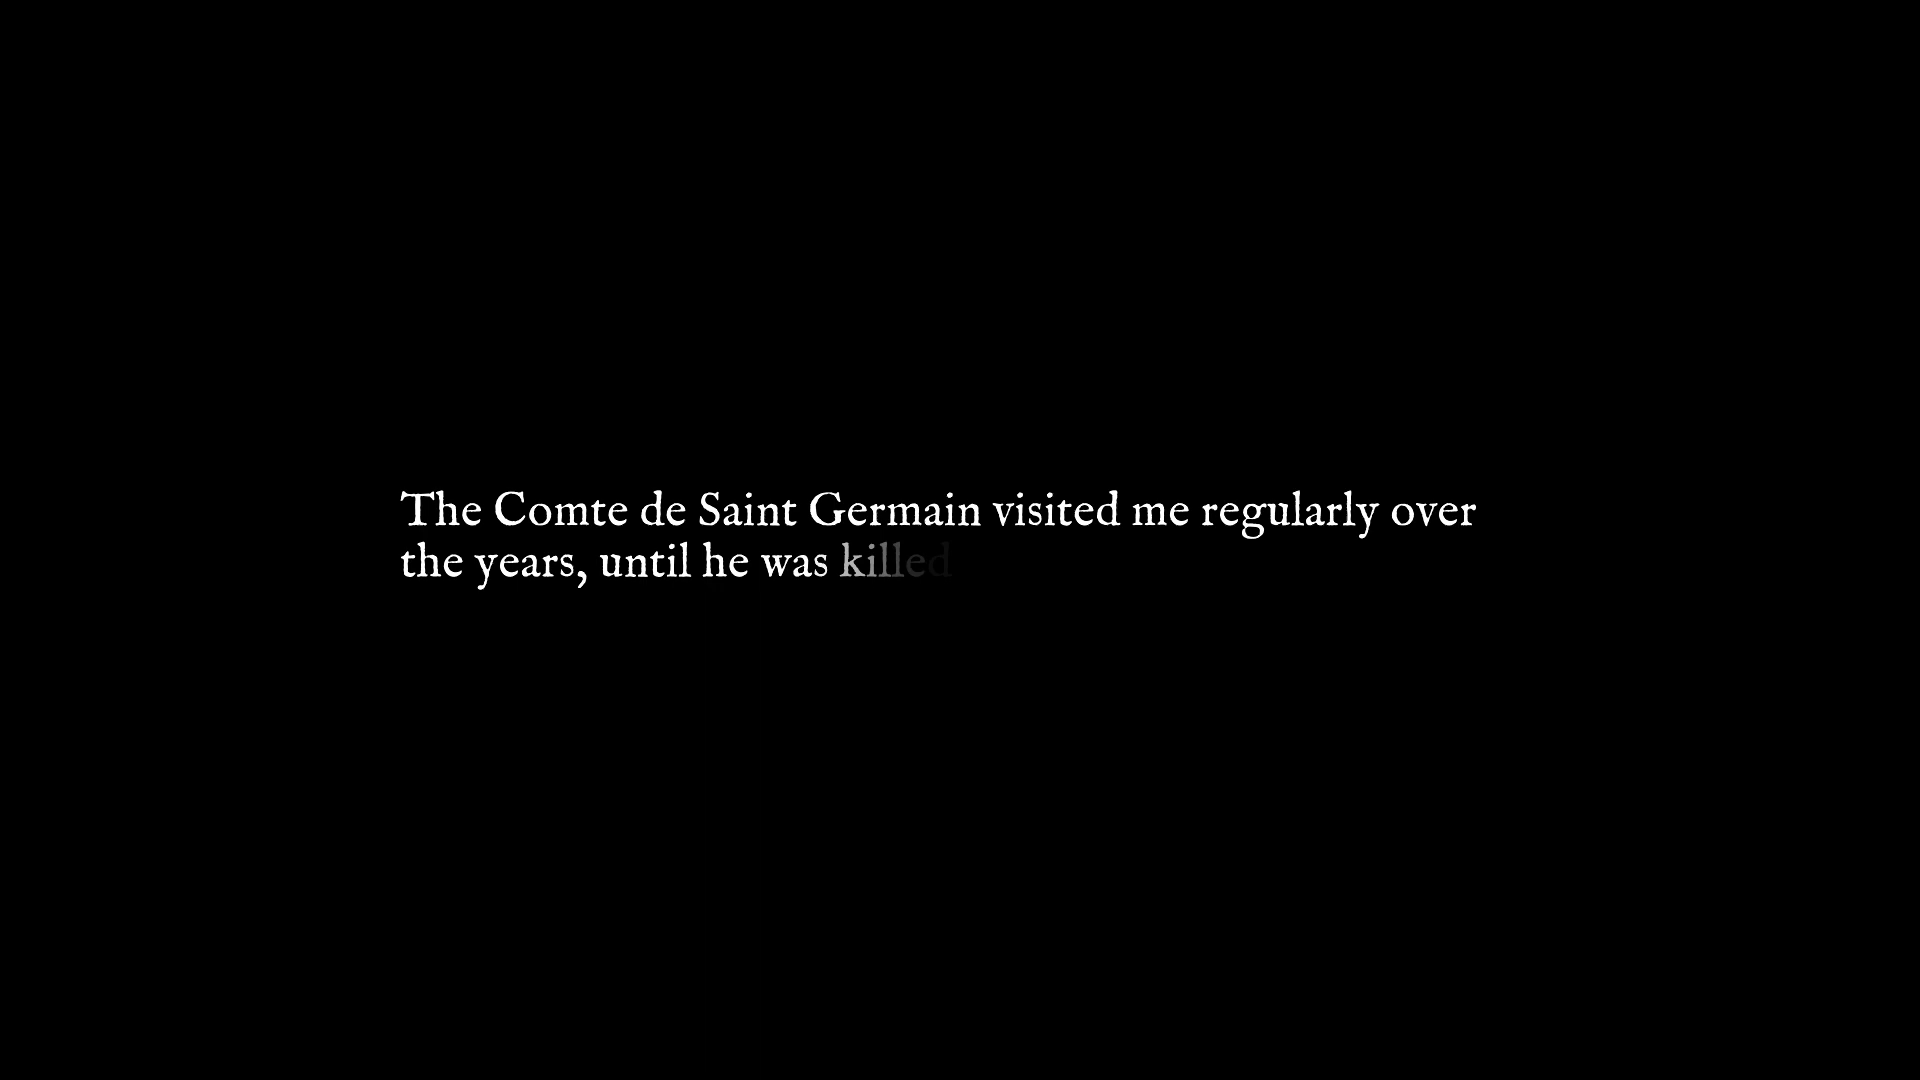 The Comte de Saint Germain visited me regularly over
the years, until he was killed